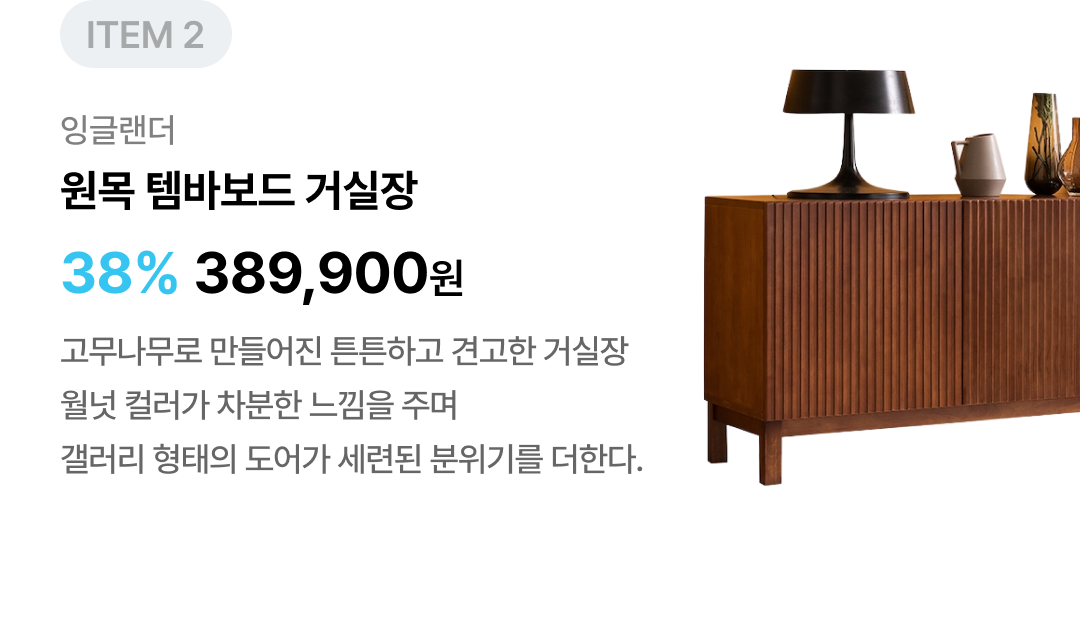 ITEM 2
잉글랜더
원목 템바보드 거실장
38% 389,900원
고무나무로 만들어진 튼튼하고 견고한 거실장
월넛 컬러가 차분한 느낌을 주며
갤러리 형태의 도어가 세련된 분위기를 더한다.